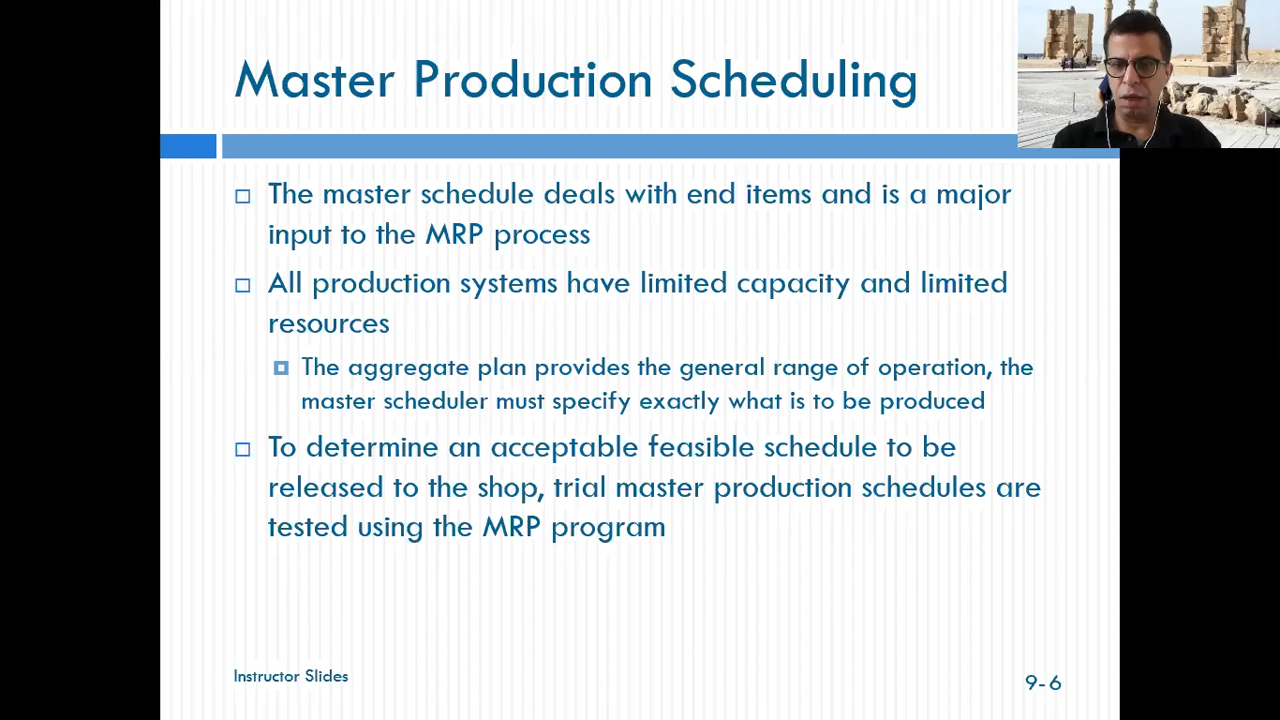 Master Production Scheduling
The master schedule deals with end items and is a major
input to the MRP process
All production systems have limited capacity and limited
resources
The aggregate plan provides the general range of operation, the
master scheduler must specify exactly what is to be produced
To determine an acceptable feasible schedule to be
released to the shop, trial master production schedules are
tested using the MRP program
Instructor Slides
9-6